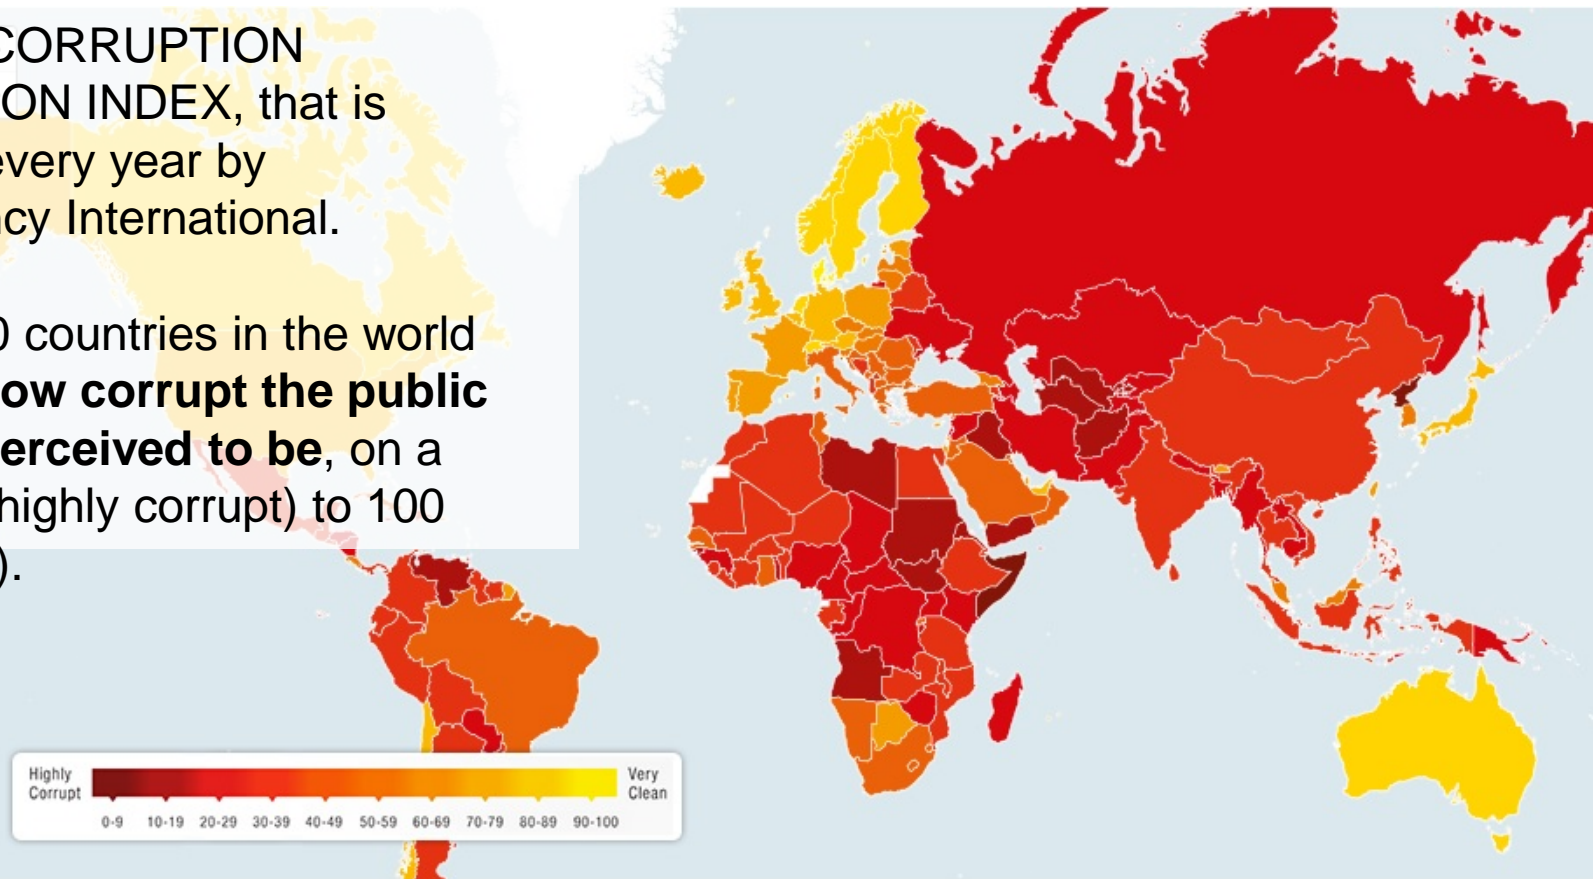 CORRUPTION
ON INDEX, that is
every year by
ncy International.
0 countries in the world
ow corrupt the public
erceived to be, on a
highly corrupt) to 100
).
Highly
Corrupt
Very
Clean
0-9 10-19 20-29 30-39 40-49 50-59 60-69 70-79 80-89 90-100